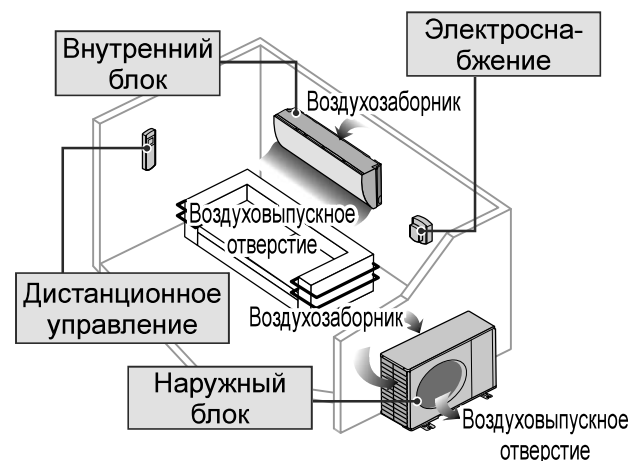 Внутренний
блок
Электросна-
бжение
Воздухозаборник
Воздуховыпускное
отверстие
Дистанционное
управление
Воздухозаборник
Наружный
блок
Воздуховыпускное
отверстие